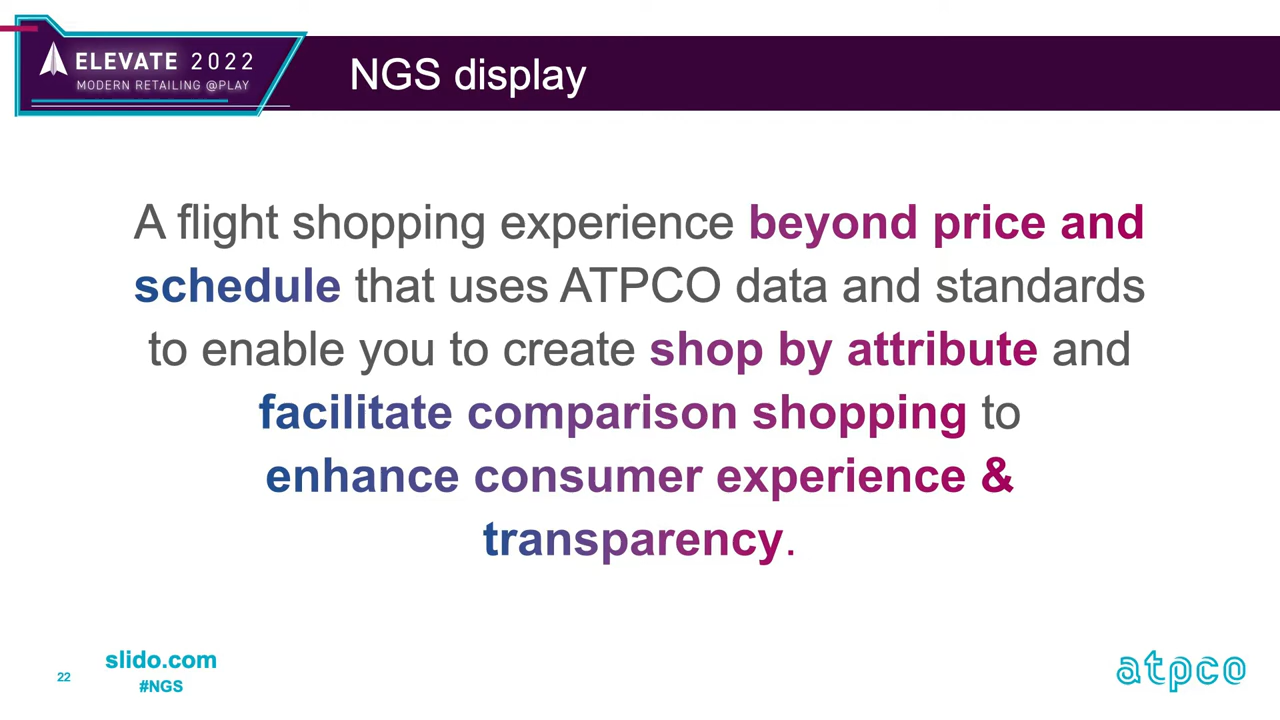 ELEVATE 2022
MODERN RETAILING @PLAY
NGS display
A flight shopping experience beyond price and
schedule that uses ATPCO data and standards
to enable you to create shop by attribute and
facilitate comparison shopping to
enhance consumer experience &
transparency.
22
slido.com
#NGS
atpco